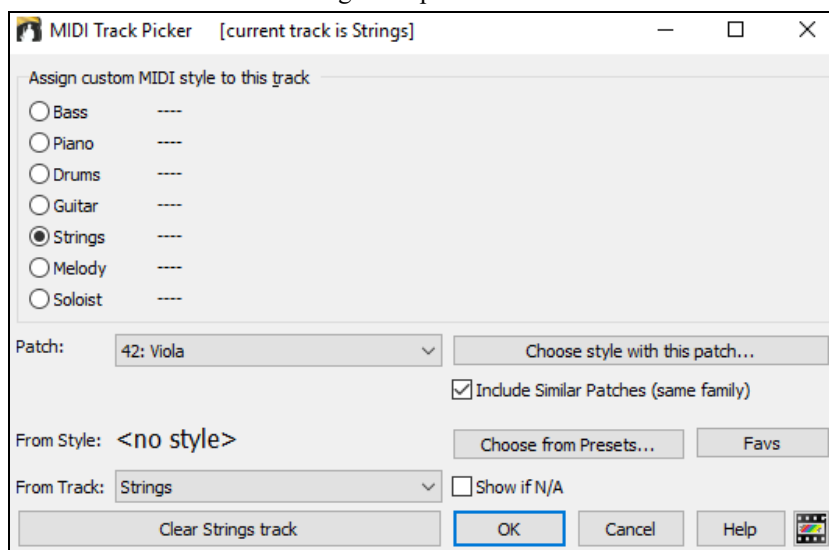 MIDI Track Picker [current track is Strings]
Assign custom MIDI style to this track
Bass ----
Piano ----
Drums ----
Guitar ----
Strings ----
Melody ----
Soloist ----
Patch: 42: Viola Choose style with this patch...
Include Similar Patches (same family)
From Style: <no style> Choose from Presets... Favs
From Track: Strings Show if N/A
Clear Strings track OK Cancel Help